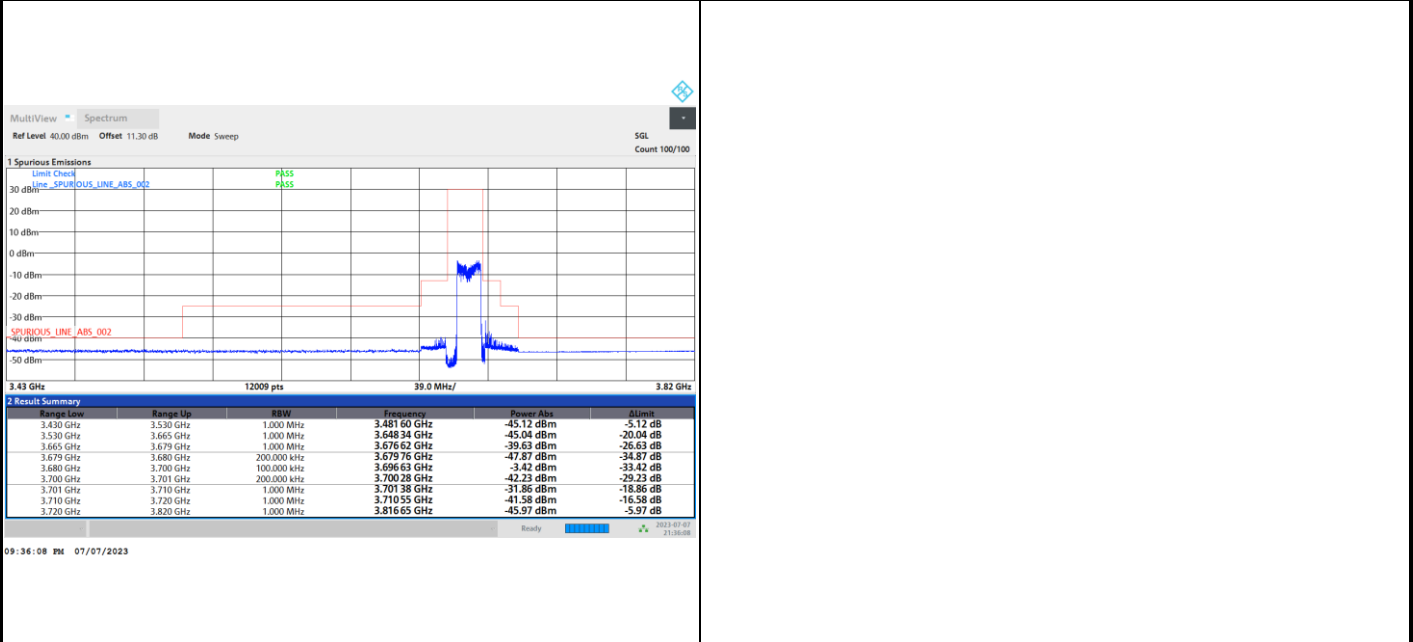 MultiView Spectrum
Ref Level 40.00 dBm Offset 11.30 dB Mode Sweep SGL
Count 100/100
1 Spurious Emissions
Limit Check PASS
Line _SPURIOUS_LINE_ABS_002 PASS
30 dBm
20 dBm
10 dBm
0 dBm
-10 dBm
-20 dBm
-30 dBm
_SPURIOUS_LINE_ABS_002
-40 dBm
-50 dBm
3.43 GHz 12009 pts 39.0 MHz/ 3.82 GHz
2 Result Summary
Range Low Range Up RBW Frequency Power Abs ΔLimit
3.430 GHz 3.530 GHz 1.000 MHz 3.481 60 GHz -45.12 dBm -5.12 dB
3.530 GHz 3.665 GHz 1.000 MHz 3.648 34 GHz -45.04 dBm -20.04 dB
3.665 GHz 3.679 GHz 1.000 MHz 3.676 62 GHz -39.63 dBm -26.63 dB
3.679 GHz 3.680 GHz 200.000 kHz 3.679 76 GHz -47.87 dBm -34.87 dB
3.680 GHz 3.700 GHz 100.000 kHz 3.696 63 GHz -3.42 dBm -33.42 dB
3.700 GHz 3.701 GHz 200.000 kHz 3.700 28 GHz -42.23 dBm -29.23 dB
3.701 GHz 3.710 GHz 1.000 MHz 3.701 38 GHz -31.86 dBm -18.86 dB
3.710 GHz 3.720 GHz 1.000 MHz 3.710 55 GHz -41.58 dBm -16.58 dB
3.720 GHz 3.820 GHz 1.000 MHz 3.816 65 GHz -45.97 dBm -5.97 dB
Ready 2023-07-07
21:36:08
09:36:08 PM 07/07/2023